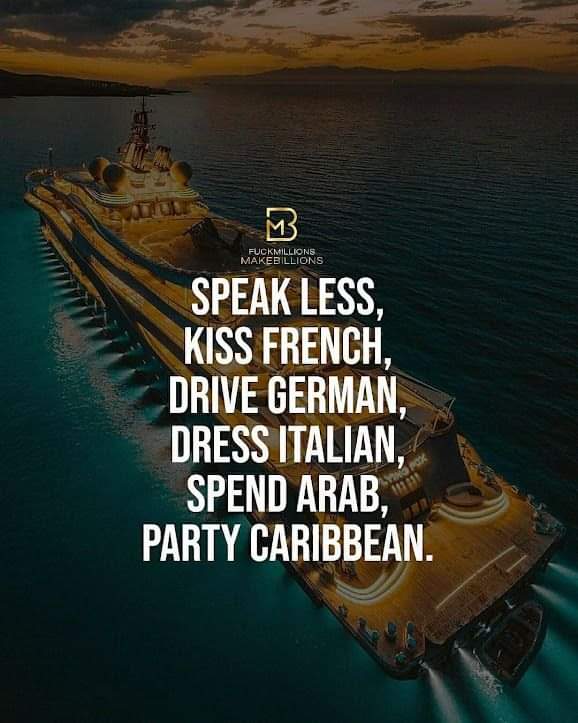 FUCKMILLIONS
MAKEBILLIONS
SPEAK LESS,
KISS FRENCH,
DRIVE GERMAN,
DRESS ITALIAN,
SPEND ARAB,
PARTY CARIBBEAN.